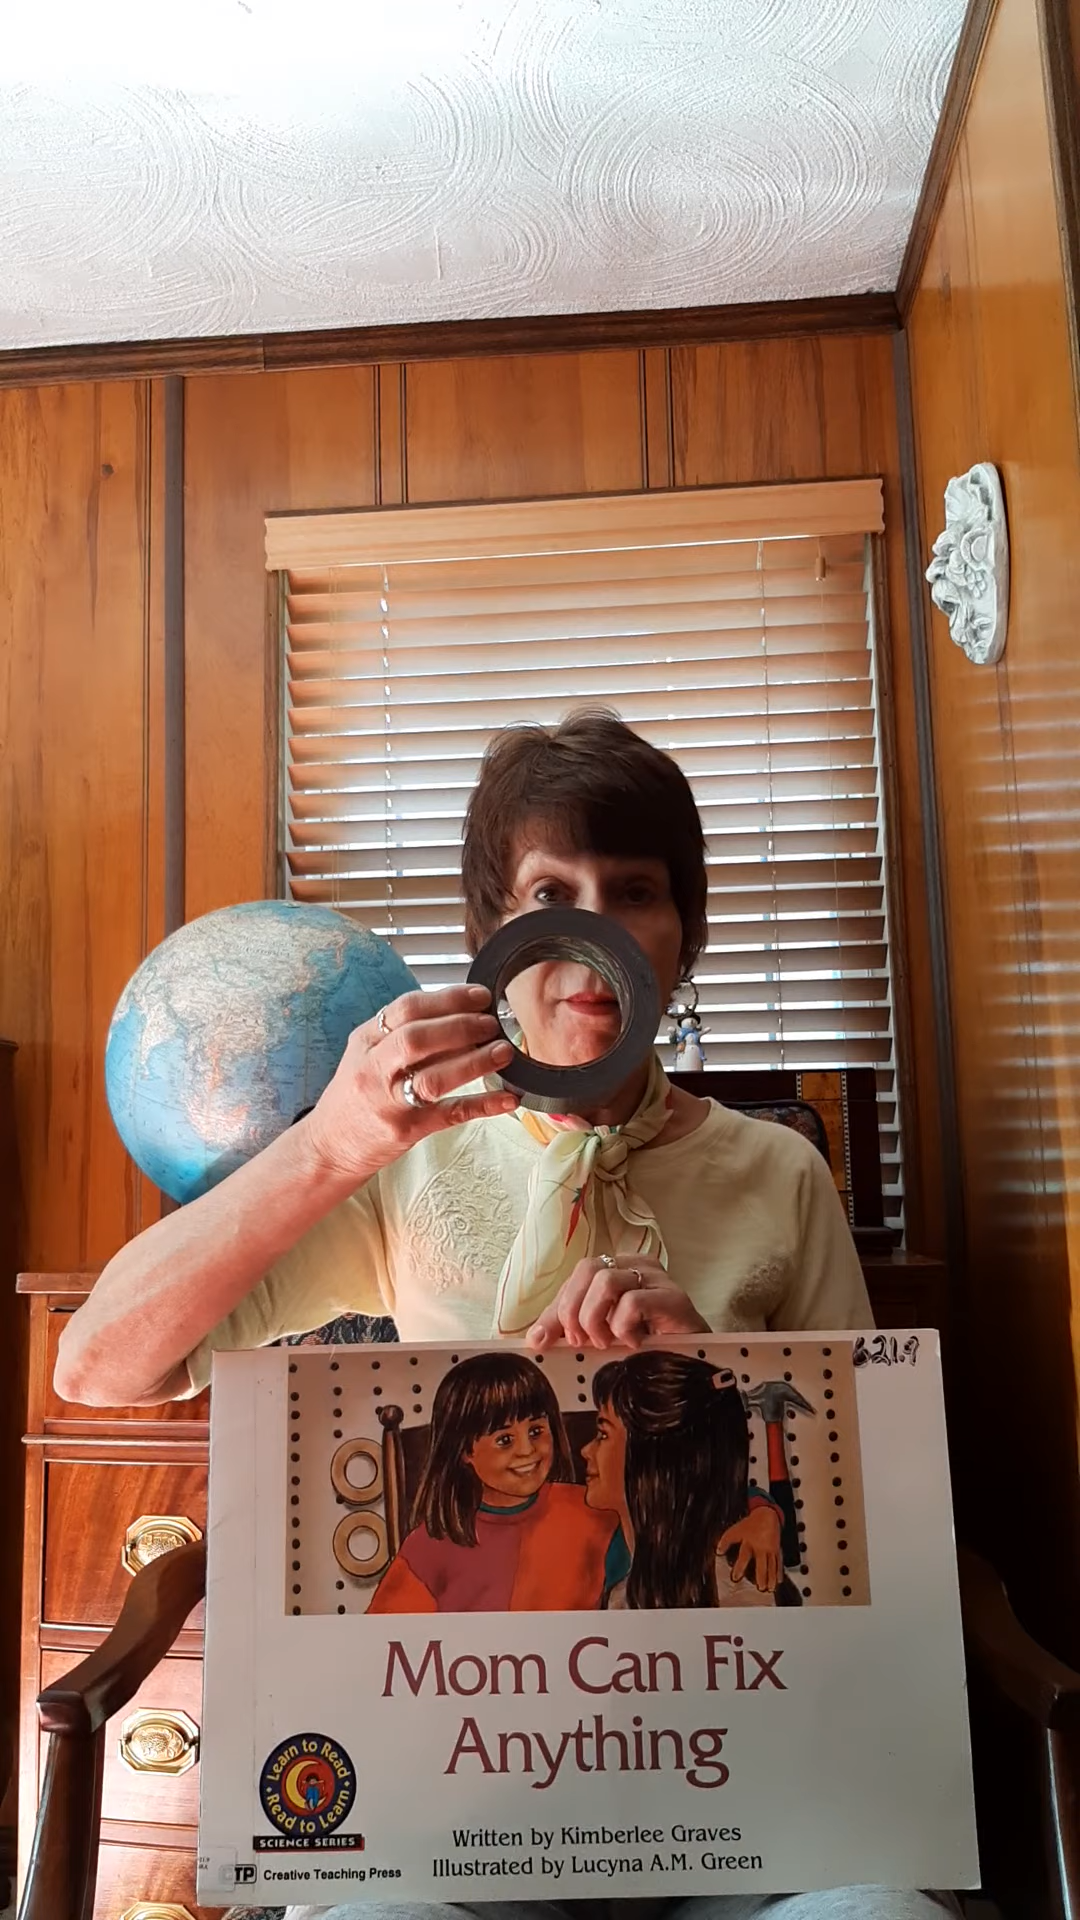 621.9
Mom Can Fix
Anything
Learn to Read
Read to Learn
SCIENCE SERIES
Written by Kimberlee Graves
Illustrated by Lucyna A.M. Green
CTP Creative Teaching Press